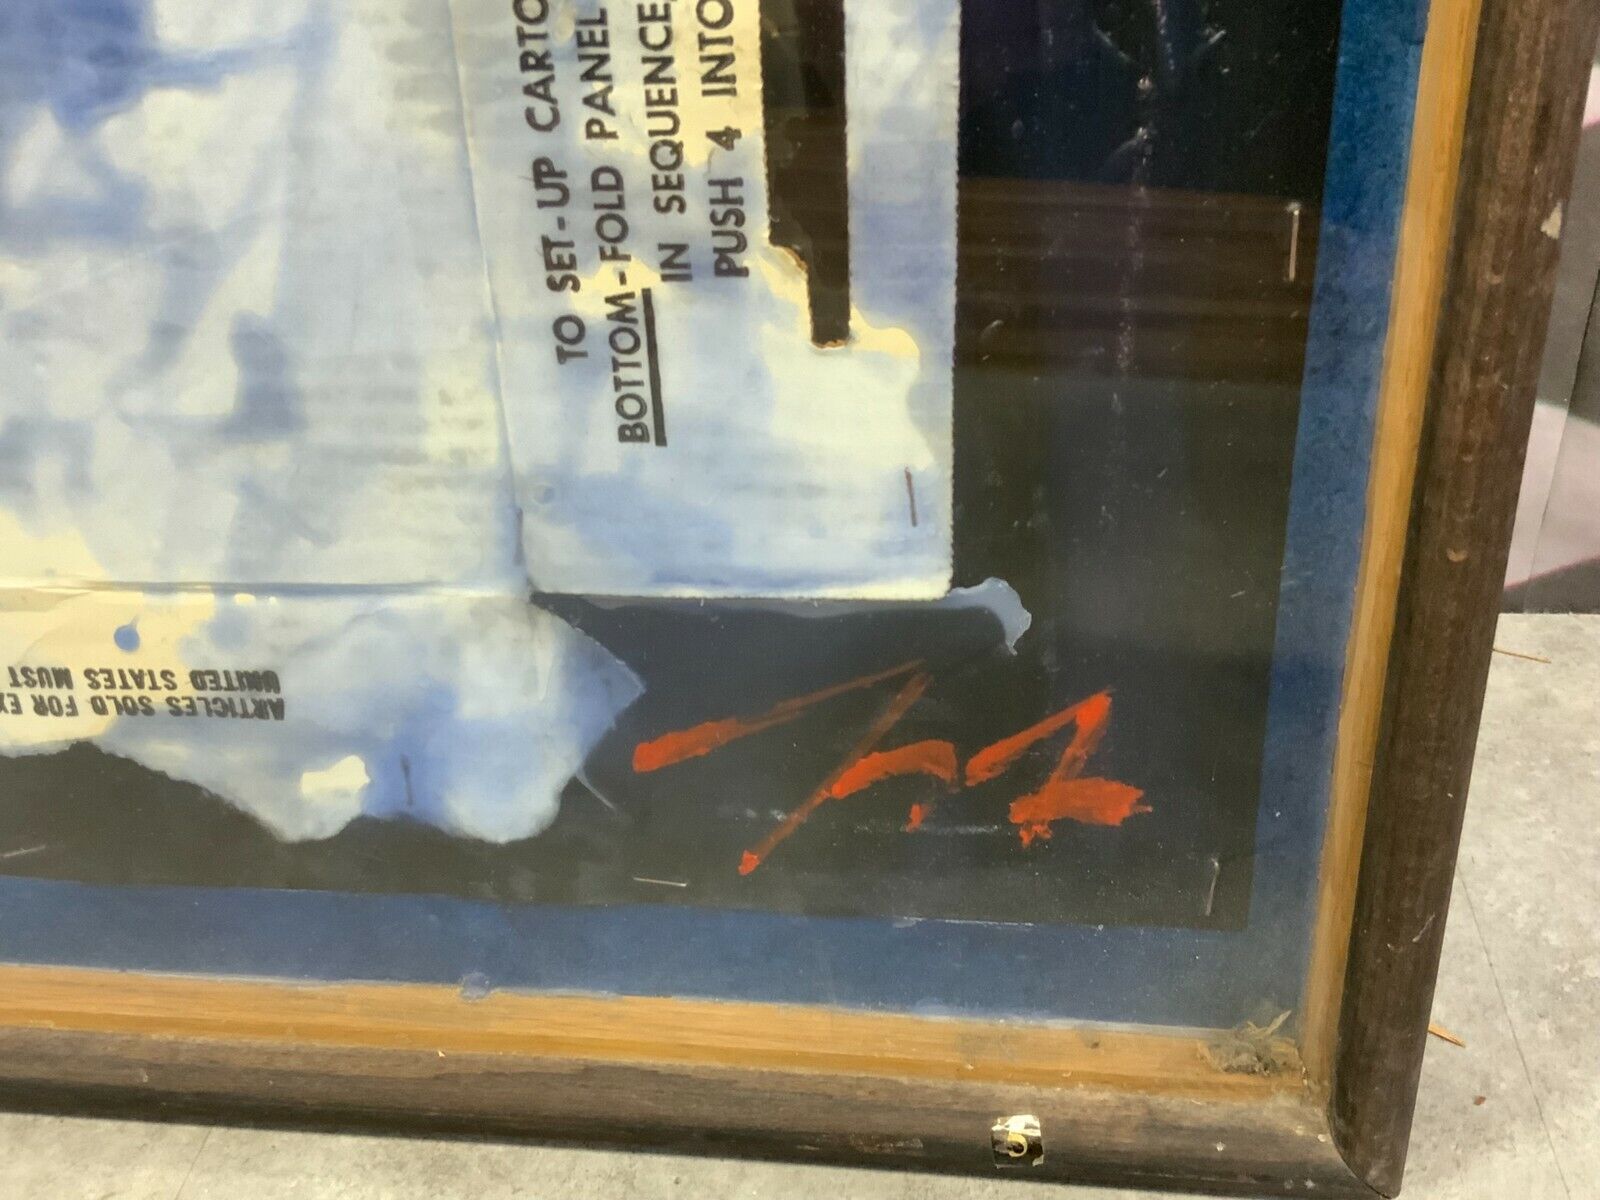 TO SET-UP CARTO
BOTTOM-FOLD PANEL
IN SEQUENCE,
PUSH 4 INTO
ARTICLES SOLD FOR EX
UNITED STATES MUST